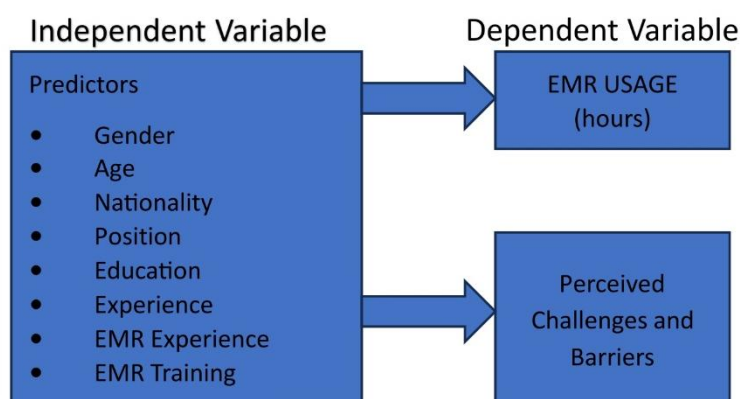 Independent Variable
Predictors
• Gender
• Age
• Nationality
• Position
• Education
• Experience
• EMR Experience
• EMR Training
Dependent Variable
EMR USAGE
(hours)
Perceived
Challenges and
Barriers